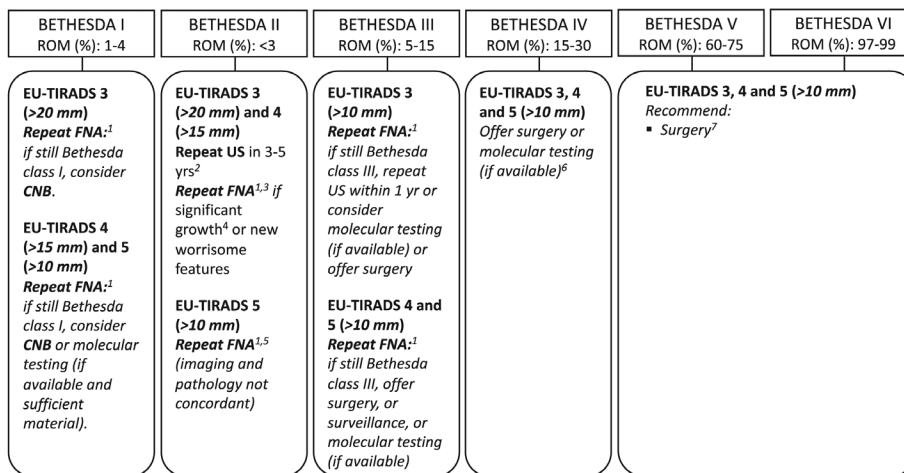 BETHESDA I
ROM (%): 1-4
BETHESDA II
ROM (%): <3
BETHESDA III
ROM (%): 5-15
BETHESDA IV
ROM (%): 15-30
BETHESDA V
ROM (%): 60-75
BETHESDA VI
ROM (%): 97-99
EU-TIRADS 3
(>20 mm)
Repeat FNA:¹
if still Bethesda
class I, consider
CNB.
EU-TIRADS 4
(>15 mm) and 5
(>10 mm)
Repeat FNA:¹
if still Bethesda
class I, consider
CNB or molecular
testing (if
available and
sufficient
material).
EU-TIRADS 3
(>20 mm) and 4
(>15 mm)
Repeat US in 3-5
yrs²
Repeat FNA¹,³ if
significant
growth⁴ or new
worrisome
features
EU-TIRADS 5
(>10 mm)
Repeat FNA¹,⁵
(imaging and
pathology not
concordant)
EU-TIRADS 3
(>10 mm)
Repeat FNA:¹
if still Bethesda
class III, repeat
US within 1 yr or
consider
molecular testing
(if available) or
offer surgery
EU-TIRADS 4 and
5 (>10 mm)
Repeat FNA:¹
if still Bethesda
class III, offer
surgery, or
surveillance, or
molecular testing
(if available)
EU-TIRADS 3, 4
and 5 (>10 mm)
Offer surgery or
molecular testing
(if available)⁶
EU-TIRADS 3, 4 and 5 (>10 mm)
Recommend:
▪ Surgery⁷